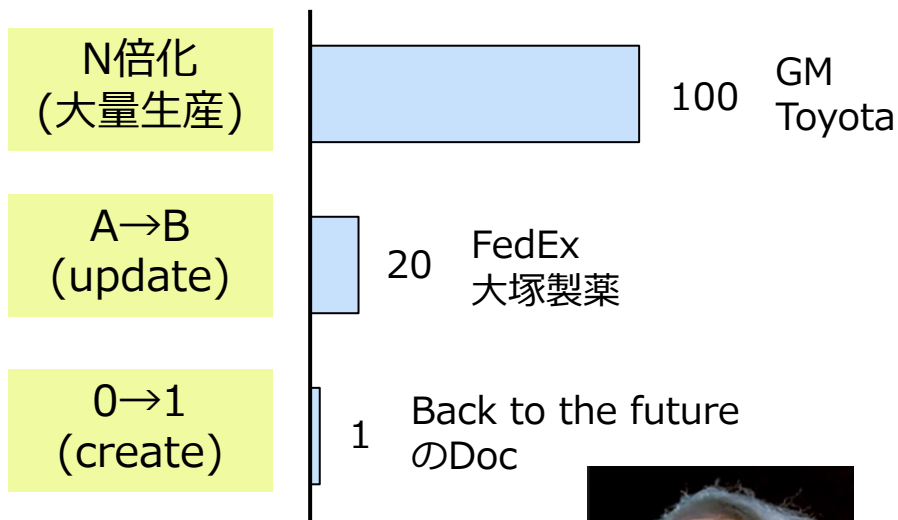 N倍化
(大量生産)
100
GM
Toyota
A→B
(update)
20
FedEx
大塚製薬
0→1
(create)
1
Back to the future
のDoc